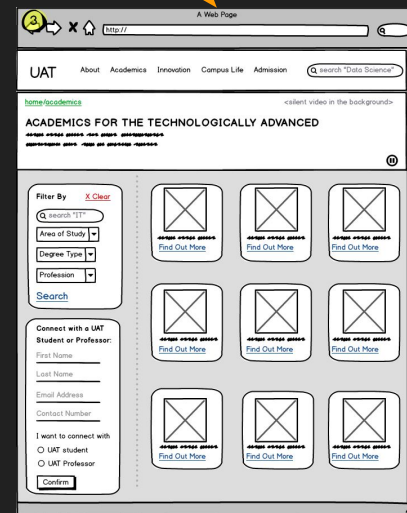 3
A Web Page
http://
UAT
About Academics Innovation Campus Life Admission
search "Data Science"
home/academics
<silent video in the background>
ACADEMICS FOR THE TECHNOLOGICALLY ADVANCED
Filter By X Clear
search "IT"
Area of Study
Degree Type
Profession
Search
Connect with a UAT
Student or Professor:
First Name
Last Name
Email Address
Contact Number
I want to connect with
UAT student
UAT Professor
Confirm
Find Out More Find Out More Find Out More
Find Out More Find Out More Find Out More
Find Out More Find Out More Find Out More